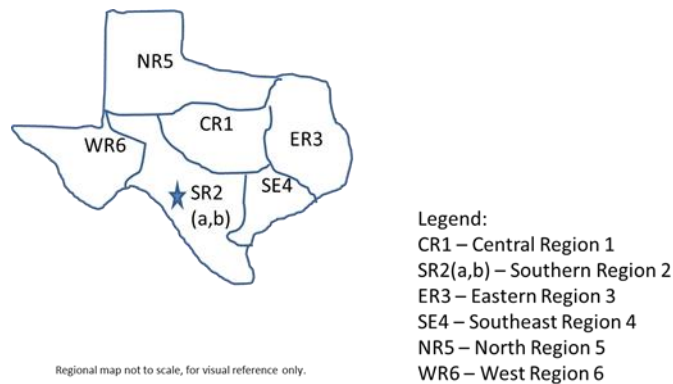 NR5
CR1
ER3
WR6
SE4
SR2
(a,b)
Legend:
CR1 – Central Region 1
SR2(a,b) – Southern Region 2
ER3 – Eastern Region 3
SE4 – Southeast Region 4
NR5 – North Region 5
WR6 – West Region 6
Regional map not to scale, for visual reference only.